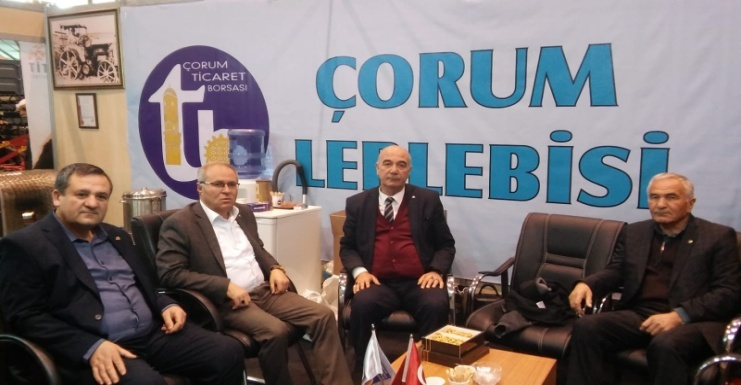 ÇORUM
TİCARET
BORSASI
ÇORUM
LEBLEBİSİ